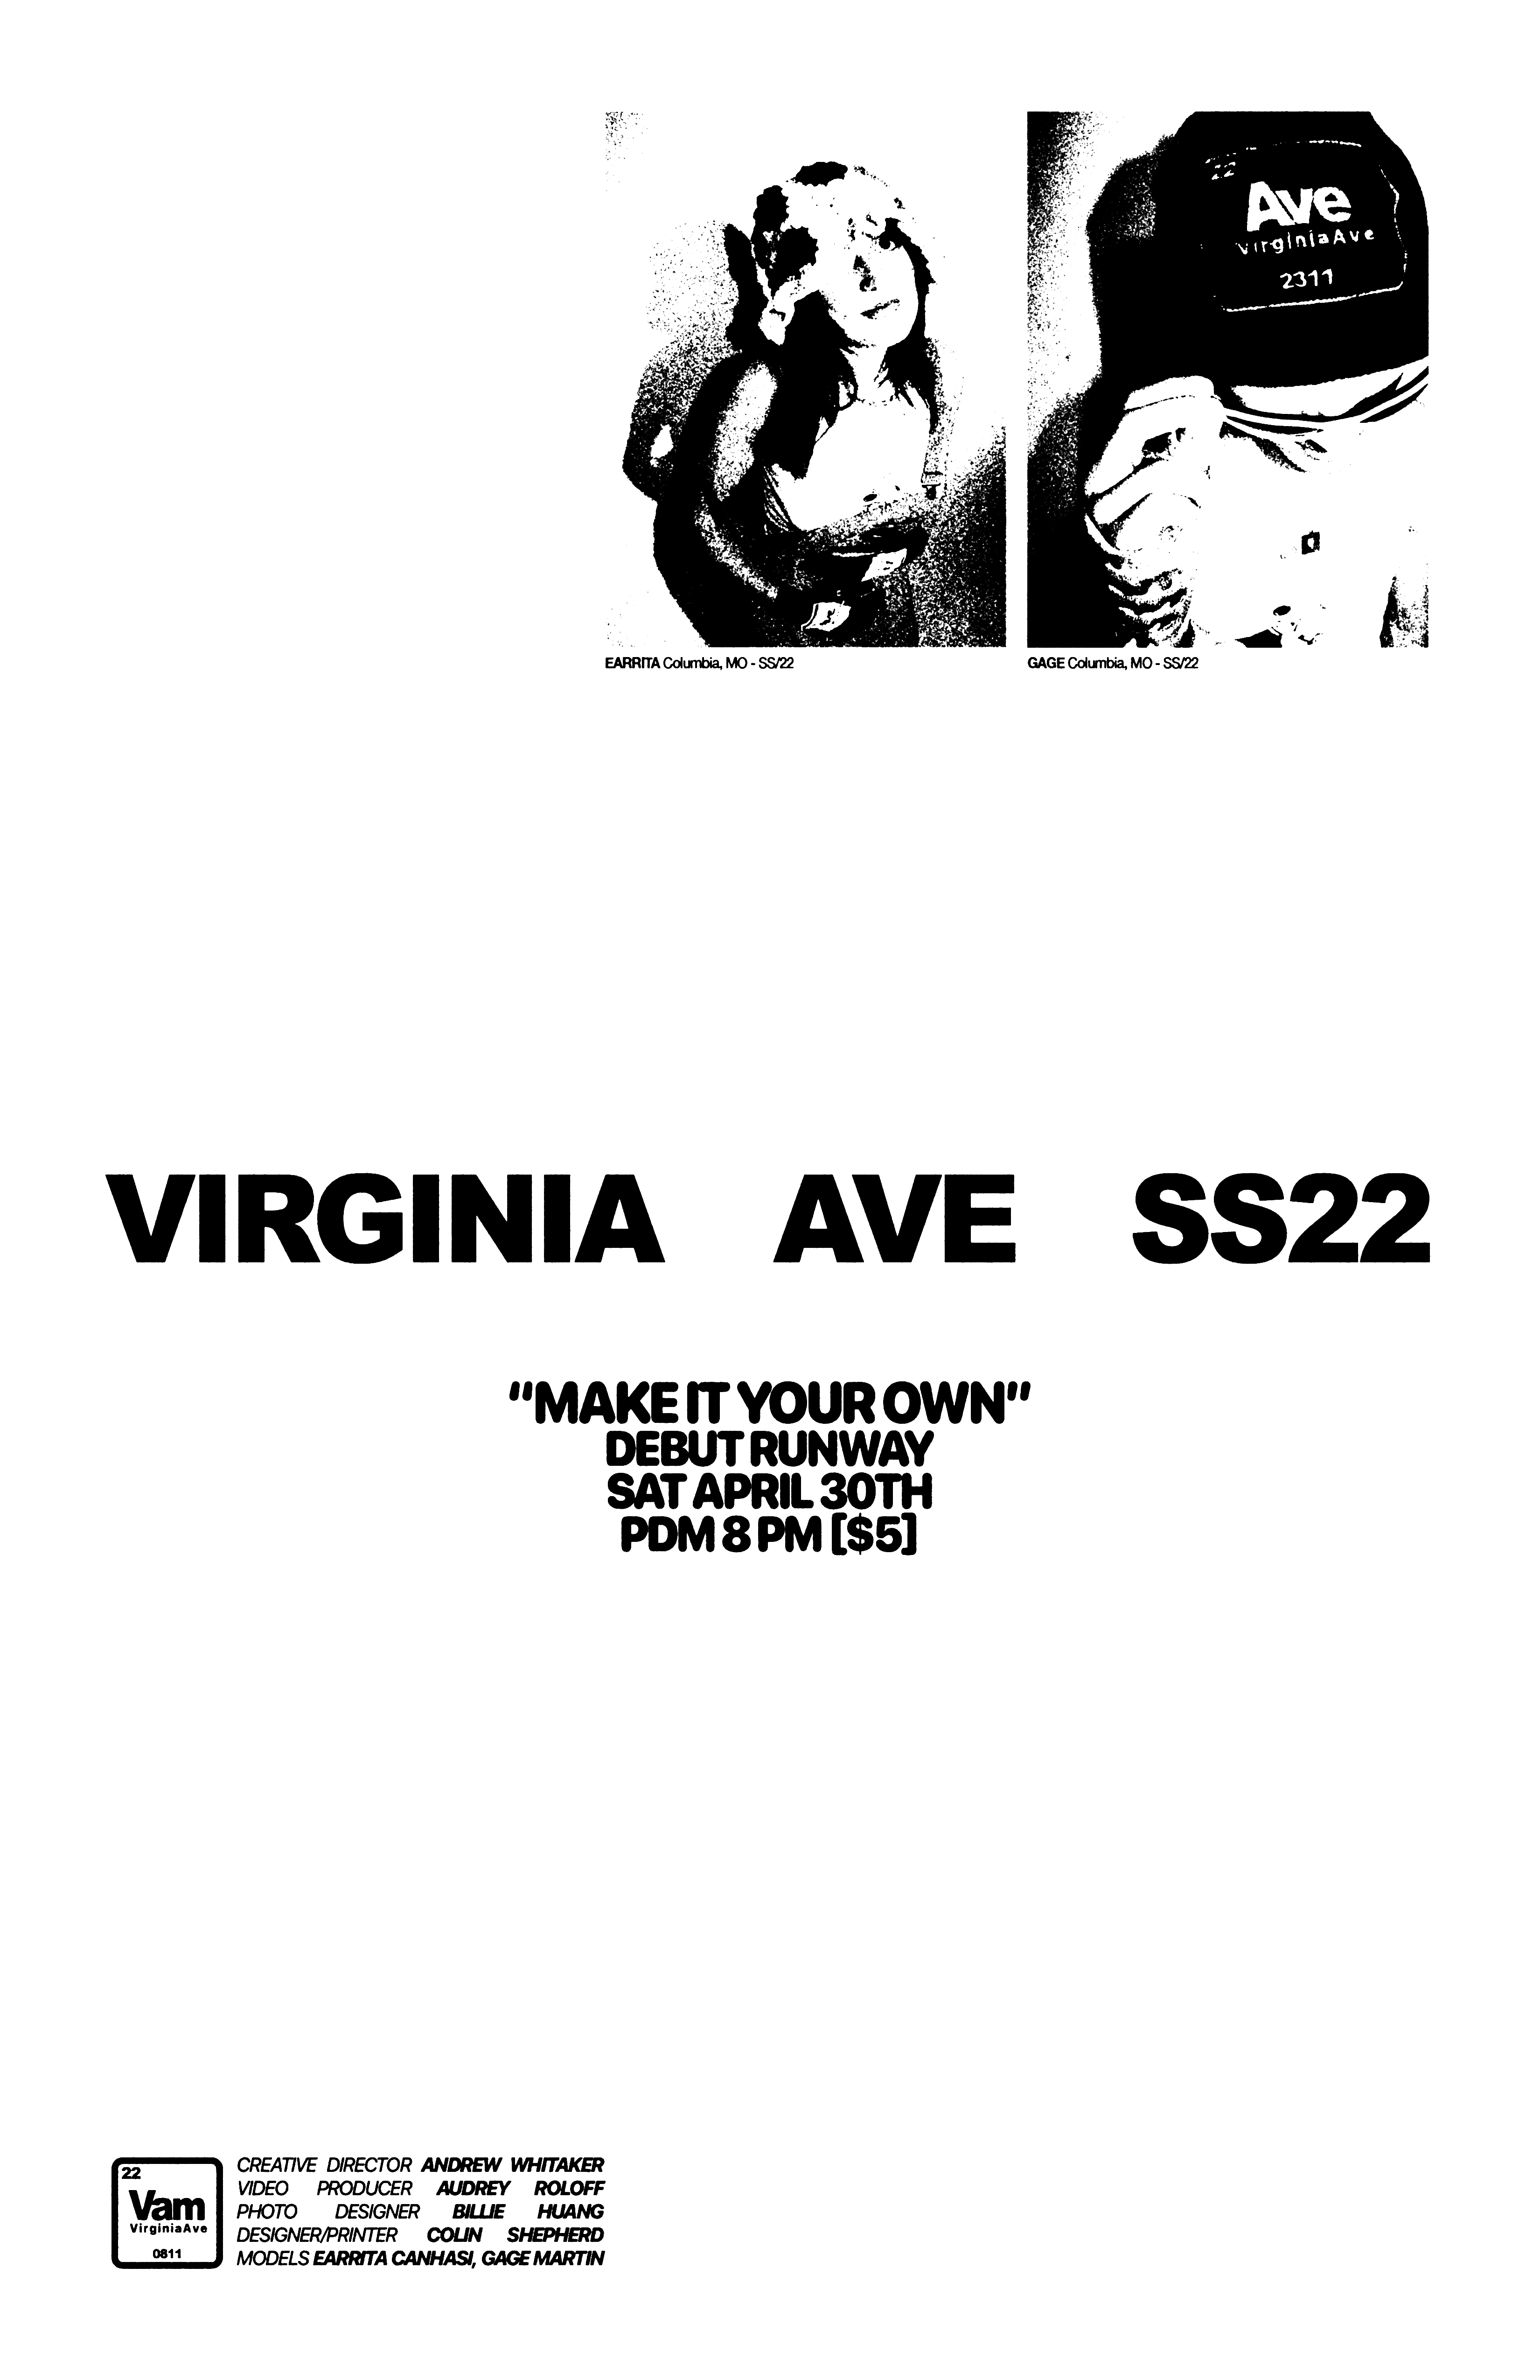 22
Ave
VirginiaAve
2311
EARRITA Columbia, MO - SS/22
GAGE Columbia, MO - SS/22
VIRGINIA AVE SS22
"MAKE IT YOUR OWN"
DEBUT RUNWAY
SAT APRIL 30TH
PDM 8 PM [$5]
22
Vam
VirginiaAve
0811
CREATIVE DIRECTOR ANDREW WHITAKER
VIDEO PRODUCER AUDREY ROLOFF
PHOTO DESIGNER BILLIE HUANG
DESIGNER/PRINTER COLIN SHEPHERD
MODELS EARRITA CANHASI, GAGE MARTIN